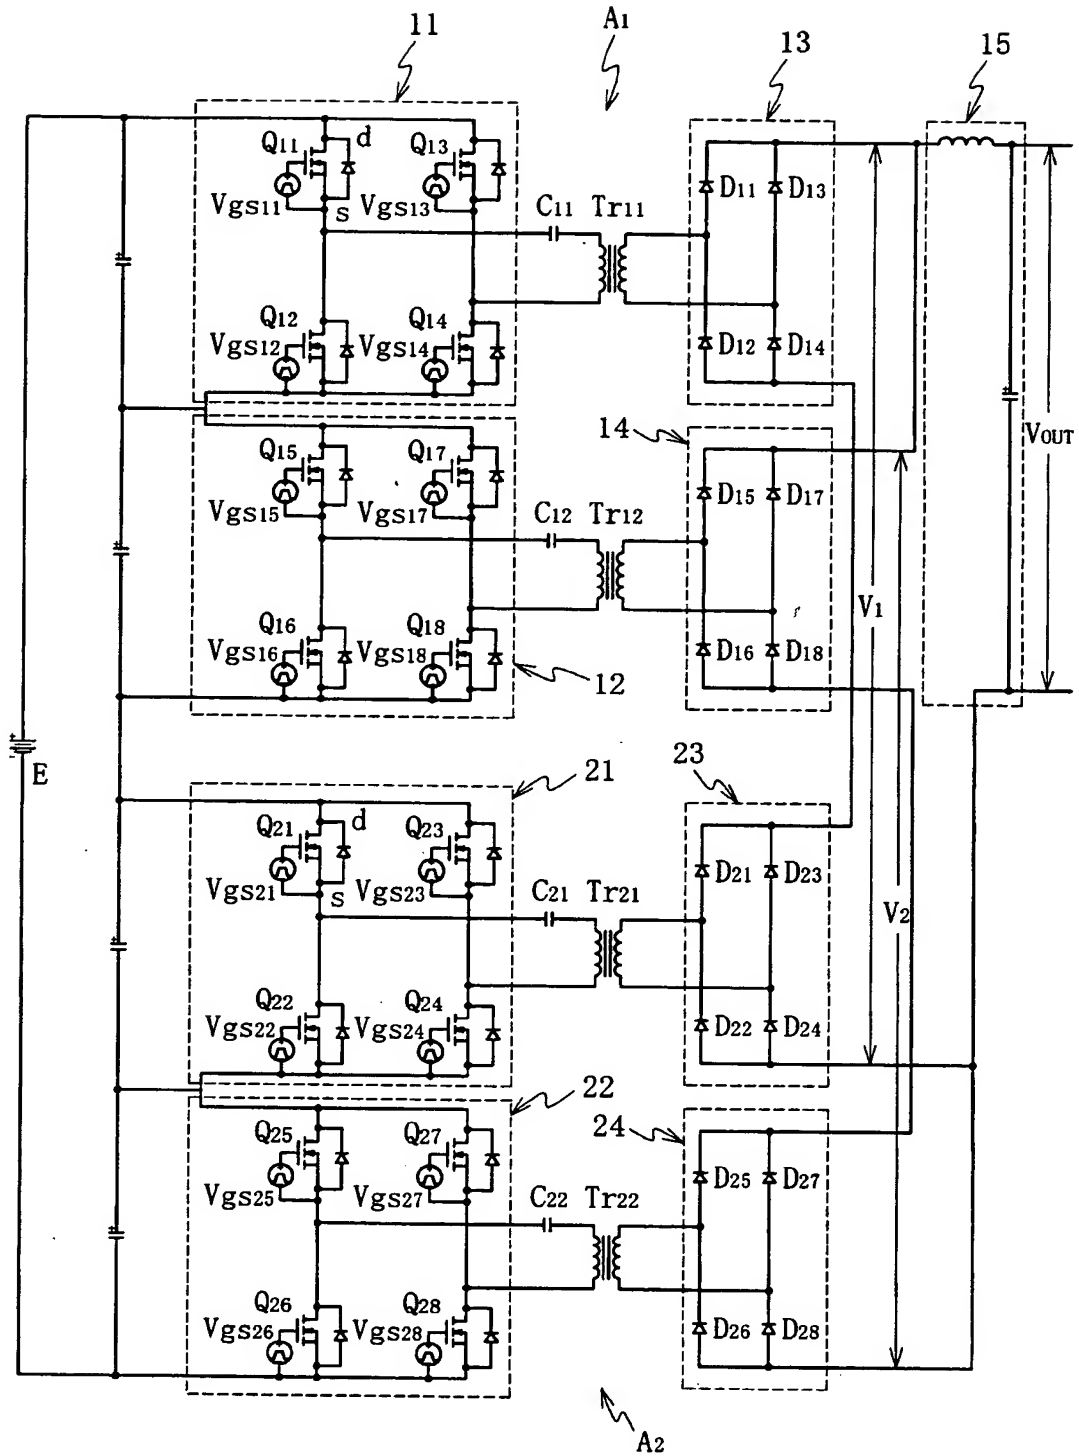 A1
11
13
15
Q11
d
Q13
Vgs11
S
Vgs13
C11 Tr11
D11
D13
Q12
Q14
Vgs12
Vgs14
D12
D14
Q15
Q17
Vgs15
Vgs17
C12 Tr12
14
D15
D17
VOUT
V1
Q16
Q18
Vgs16
Vgs18
12
D16
D18
E
21
23
Q21
d
Q23
Vgs21
S
Vgs23
C21 Tr21
D21
D23
V2
Q22
Q24
Vgs22
Vgs24
D22
D24
22
24
Q25
Q27
Vgs25
Vgs27
C22 Tr22
D25
D27
Q26
Q28
Vgs26
Vgs28
D26
D28
A2